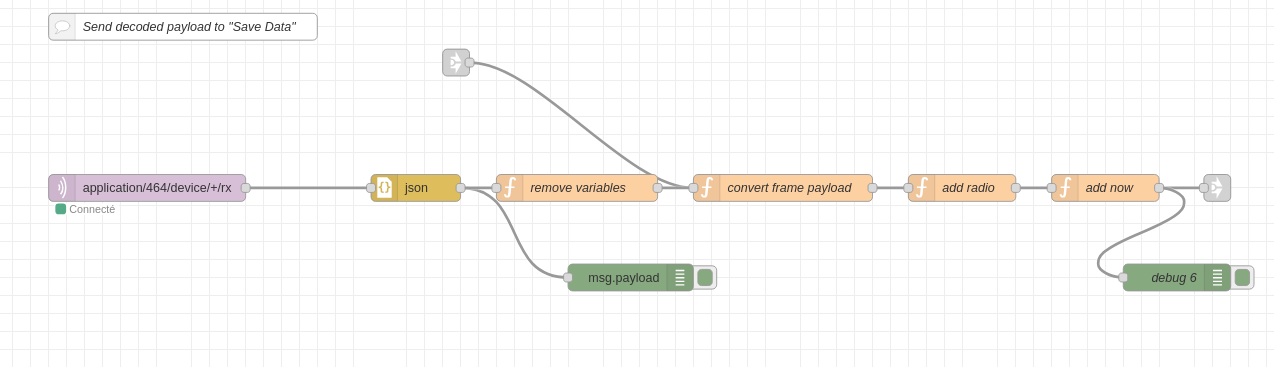 Send decoded payload to "Save Data"
application/464/device/+/rx
json
remove variables
convert frame payload
add radio
add now
Connecté
msg.payload
debug 6